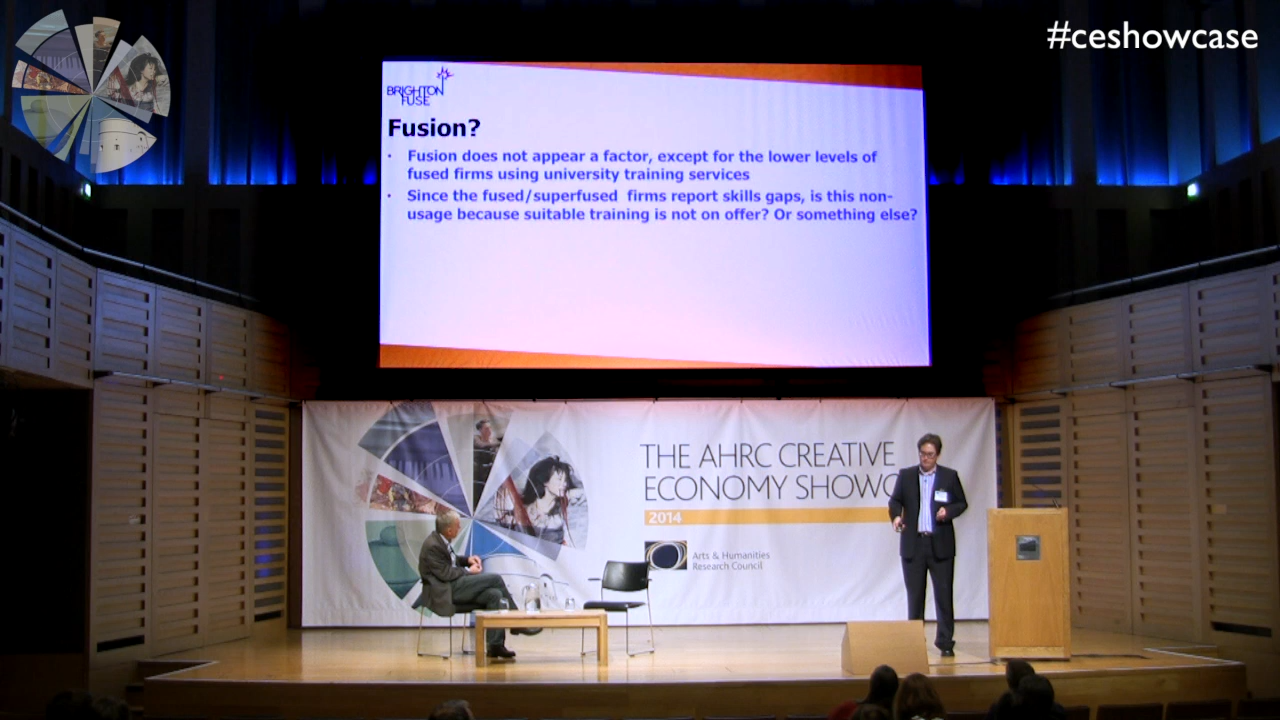 #ceshowcase
BRIGHTON
FUSE
Fusion?
• Fusion does not appear a factor, except for the lower levels of
fused firms using university training services
• Since the fused/superfused firms report skills gaps, is this non-
usage because suitable training is not on offer? Or something else?
THE AHRC CREATIVE
ECONOMY SHOWC
2014
Arts & Humanities
Research Council